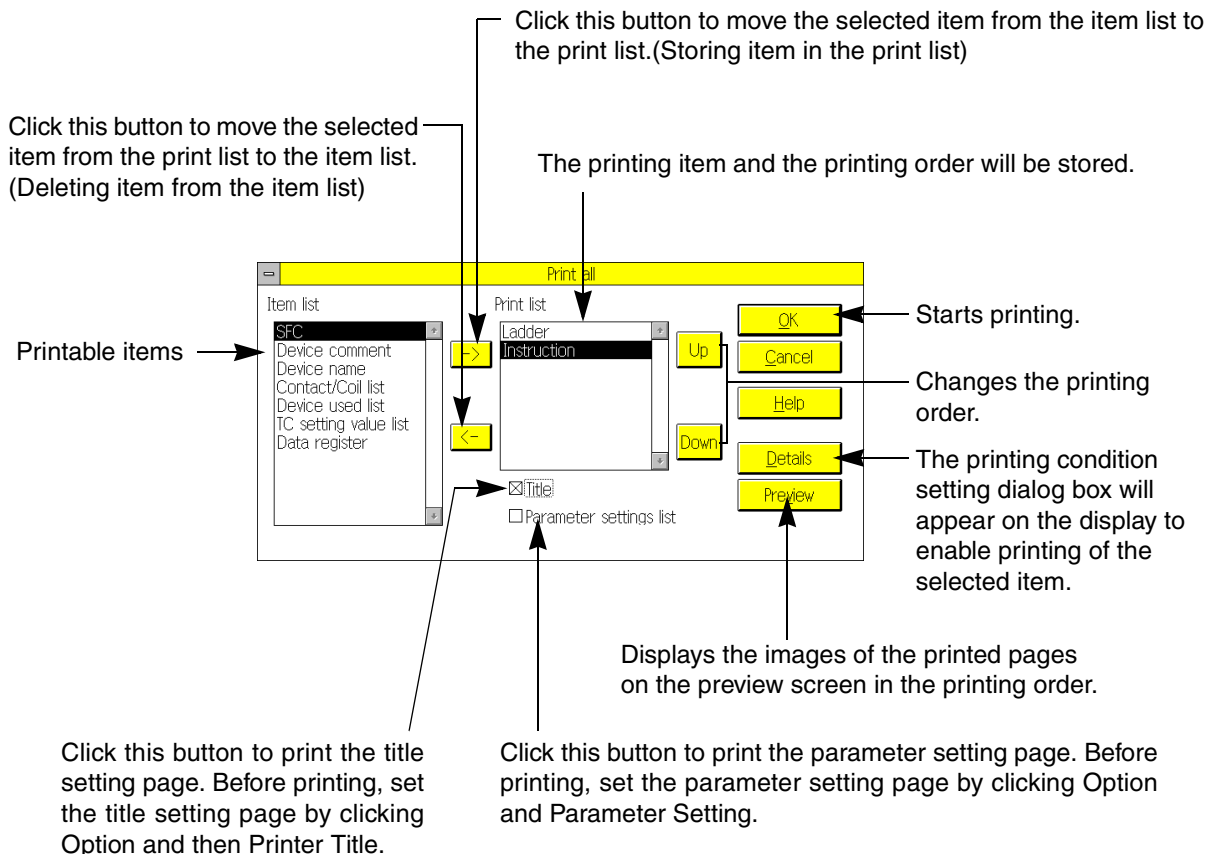 Click this button to move the selected item from the item list to
the print list.(Storing item in the print list)
Click this button to move the selected
item from the print list to the item list.
(Deleting item from the item list)
The printing item and the printing order will be stored.
Print all
Item list
Print list
Printable items
SFC
Device comment
Device name
Contact/Coil list
Device used list
TC setting value list
Data register
->
<-
Ladder
Instruction
Up
Down
Title
Parameter settings list
OK
Cancel
Help
Details
Preview
Starts printing.
Changes the printing
order.
The printing condition
setting dialog box will
appear on the display to
enable printing of the
selected item.
Displays the images of the printed pages
on the preview screen in the printing order.
Click this button to print the title
setting page. Before printing, set
the title setting page by clicking
Option and then Printer Title.
Click this button to print the parameter setting page. Before
printing, set the parameter setting page by clicking Option
and Parameter Setting.